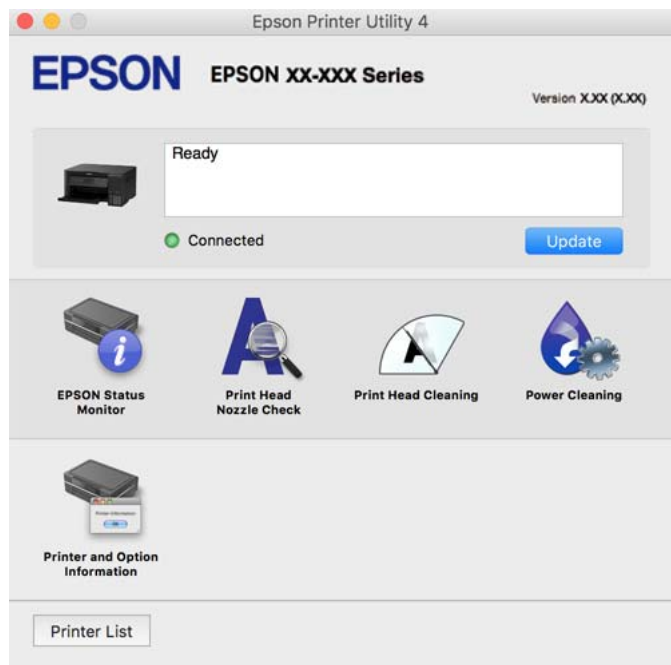 Epson Printer Utility 4
EPSON
EPSON XX-XXX Series
Version X.XX (X.XX)
Ready
Connected
Update
EPSON Status
Monitor
Print Head
Nozzle Check
Print Head Cleaning
Power Cleaning
Printer and Option
Information
Printer List